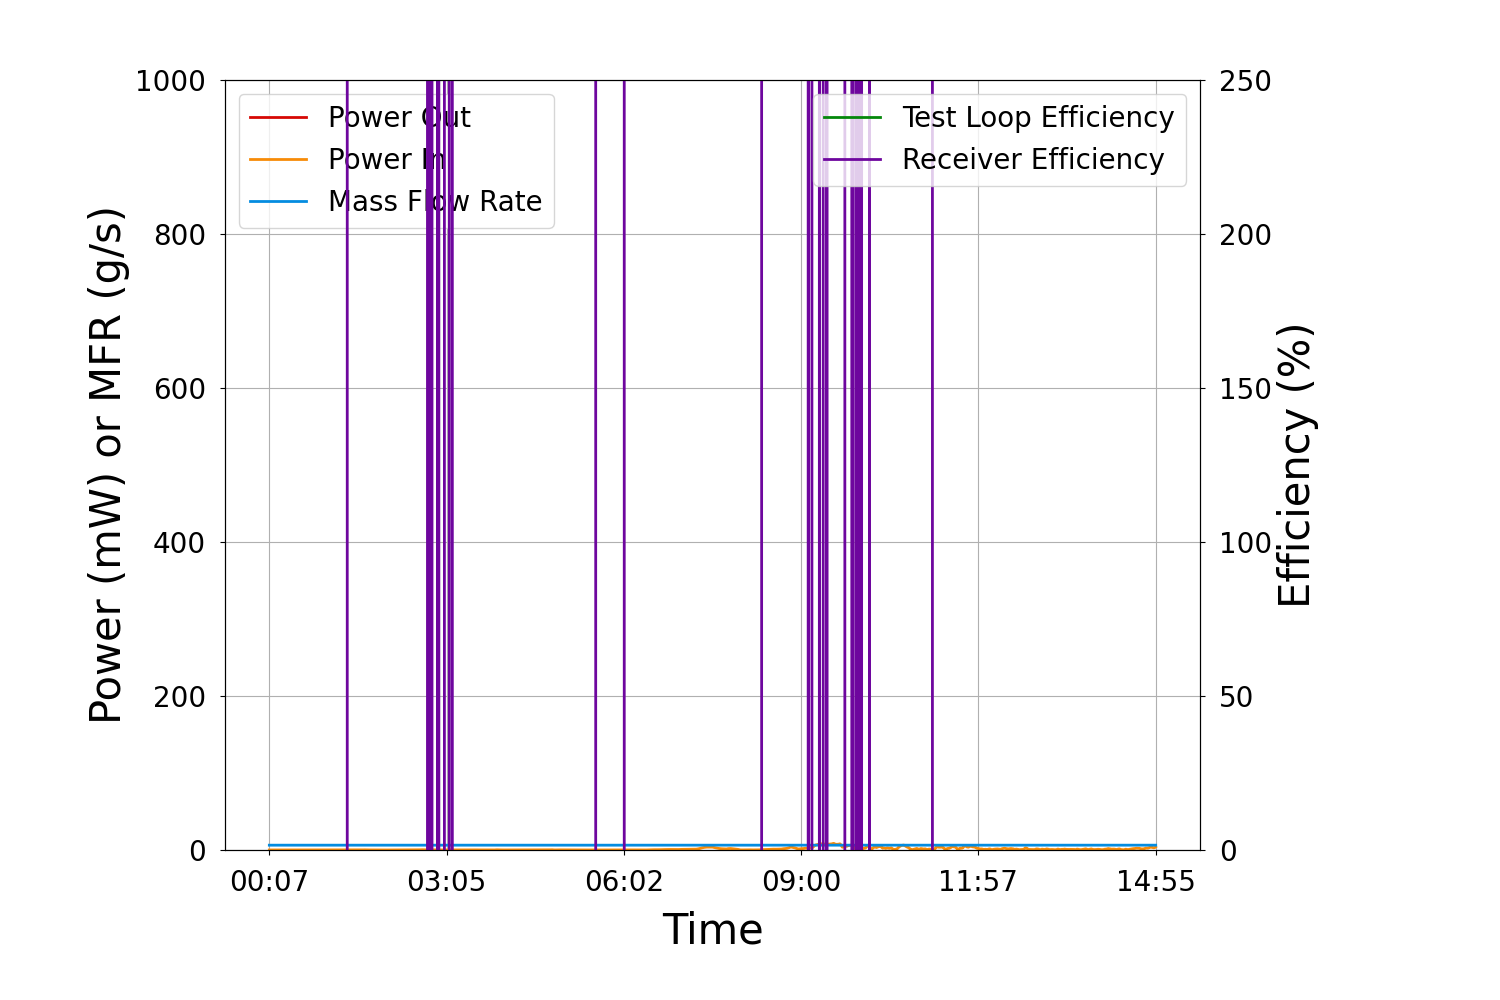 1000
800
600
400
200
0
Power (mW) or MFR (g/s)
Power Out
Power In
Mass Flow Rate
Test Loop Efficiency
Receiver Efficiency
250
200
150
100
50
0
Efficiency (%)
00:07 03:05 06:02 09:00 11:57 14:55
Time